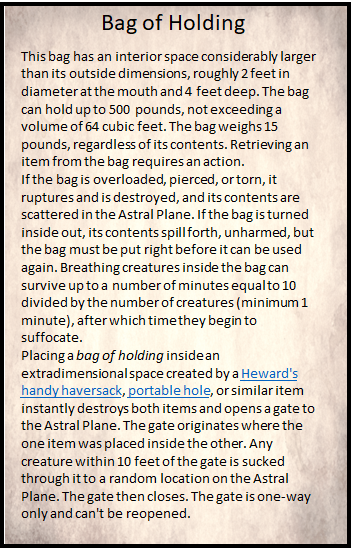 Bag of Holding
This bag has an interior space considerably larger
than its outside dimensions, roughly 2 feet in
diameter at the mouth and 4 feet deep. The bag
can hold up to 500 pounds, not exceeding a
volume of 64 cubic feet. The bag weighs 15
pounds, regardless of its contents. Retrieving an
item from the bag requires an action.
If the bag is overloaded, pierced, or torn, it
ruptures and is destroyed, and its contents are
scattered in the Astral Plane. If the bag is turned
inside out, its contents spill forth, unharmed, but
the bag must be put right before it can be used
again. Breathing creatures inside the bag can
survive up to a number of minutes equal to 10
divided by the number of creatures (minimum 1
minute), after which time they begin to
suffocate.
Placing a bag of holding inside an
extradimensional space created by a Heward's
handy haversack, portable hole, or similar item
instantly destroys both items and opens a gate to
the Astral Plane. The gate originates where the
one item was placed inside the other. Any
creature within 10 feet of the gate is sucked
through it to a random location on the Astral
Plane. The gate then closes. The gate is one-way
only and can't be reopened.